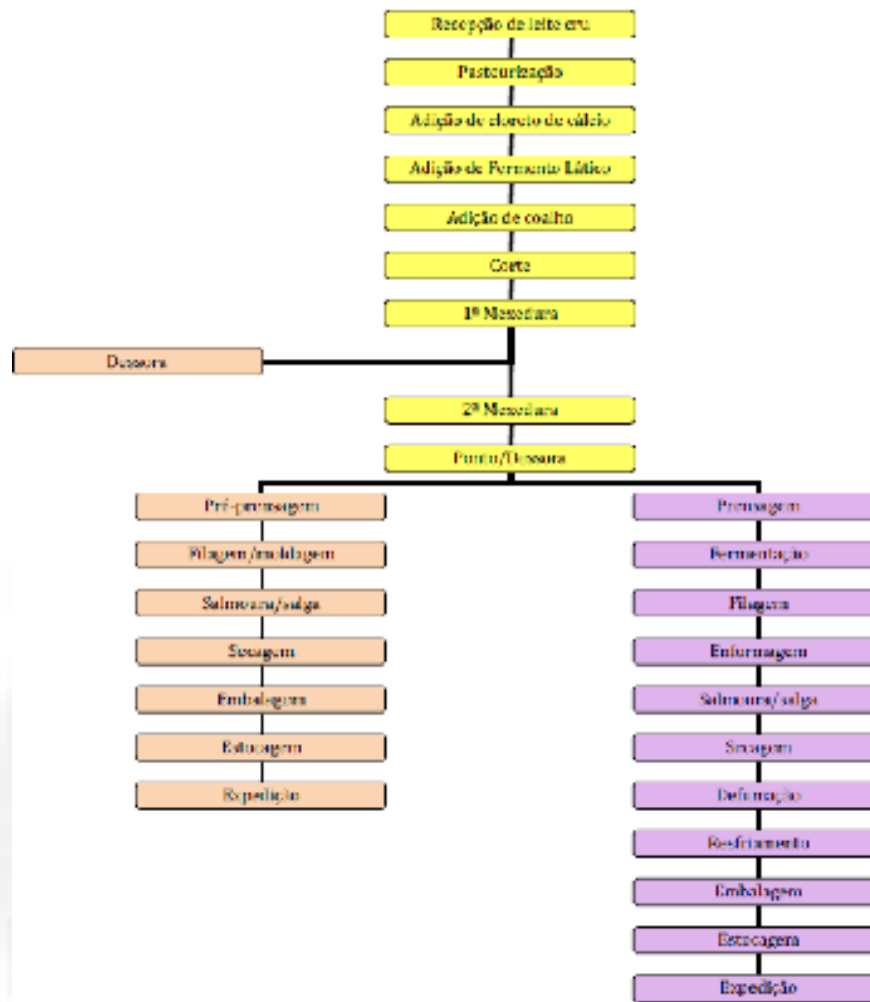 Recepção de leite cru
Pasteurização
Adição de cloreto de cálcio
Adição de Fermento Lático
Adição de coalho
Corte
1ª Mexedura
Dessora
2ª Mexedura
Ponto/Dessora
Pré-prensagem
Filagem/moldagem
Salmoura/salga
Secagem
Embalagem
Estocagem
Expedição
Prensagem
Fermentação
Filagem
Enformagem
Salmoura/salga
Secagem
Defumação
Resfriamento
Embalagem
Estocagem
Expedição